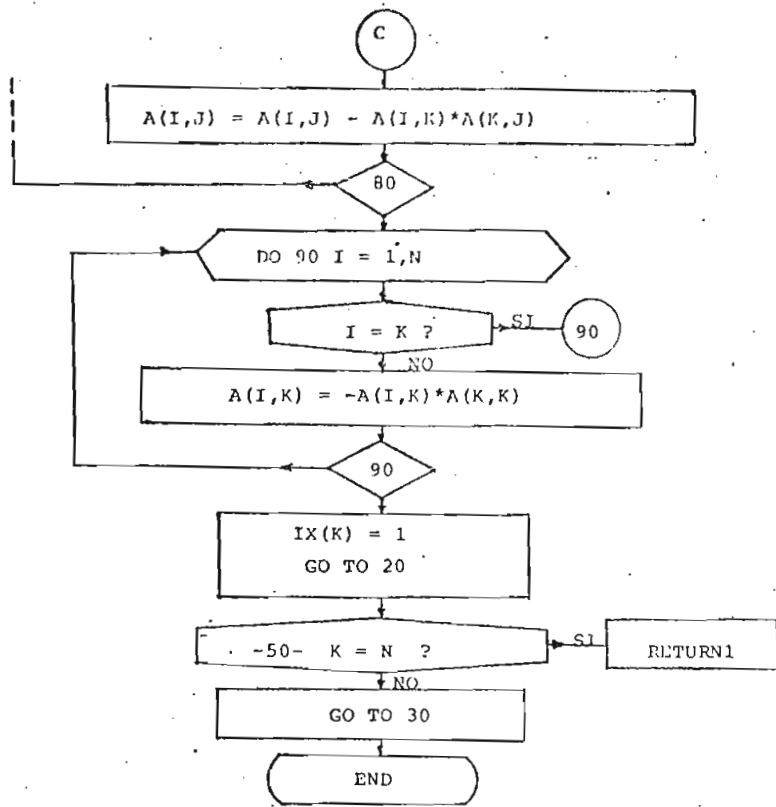 C
A(I,J) = A(I,J) - A(I,K)*A(K,J)
80
DO 90 I = 1,N
I = K ?
SI
90
NO
A(I,K) = -A(I,K)*A(K,K)
90
IX(K) = 1
GO TO 20
-50- K = N ?
SI
RETURN1
NO
GO TO 30
END